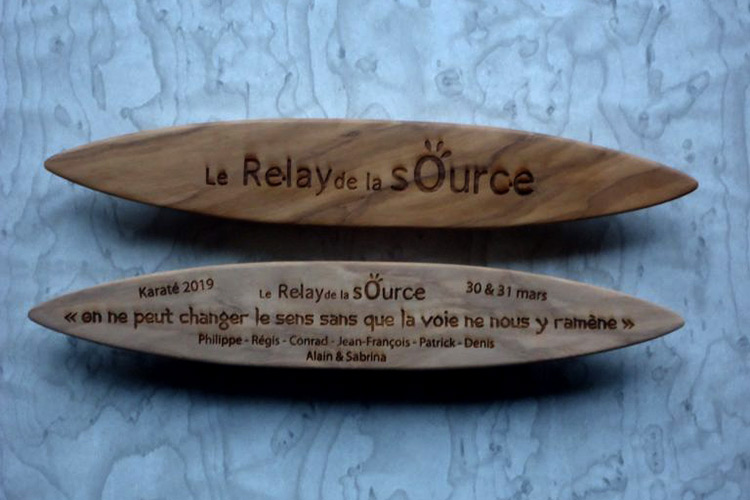 Le Relay de la sOurce
Karaté 2019 Le Relay de la sOurce 30 & 31 mars
« on ne peut changer le sens sans que la voie ne nous y ramène »
Philippe - Régis - Conrad - Jean-François - Patrick - Denis
Alain & Sabrina